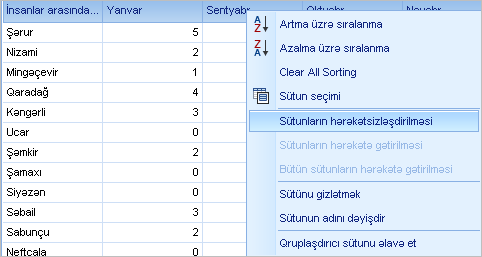 İnsanlar arasında... Yanvar Sentyabr Oktyabr Noyabr
Şərur 5
Nizami 2
Mingəçevir 1
Qaradağ 4
Kəngərli 3
Ucar 0
Şəmkir 2
Şamaxı 0
Siyəzən 0
Səbail 3
Sabunçu 2
Neftçala 0
Artma üzrə sıralanma
Azalma üzrə sıralanma
Clear All Sorting
Sütun seçimi
Sütunların hərəkətsizləşdirilməsi
Sütunların hərəkətə gətirilməsi
Bütün sütunların hərəkətə gətirilməsi
Sütunu gizlətmək
Sütunun adını dəyişdir
Qruplaşdırıcı sütunu əlavə et